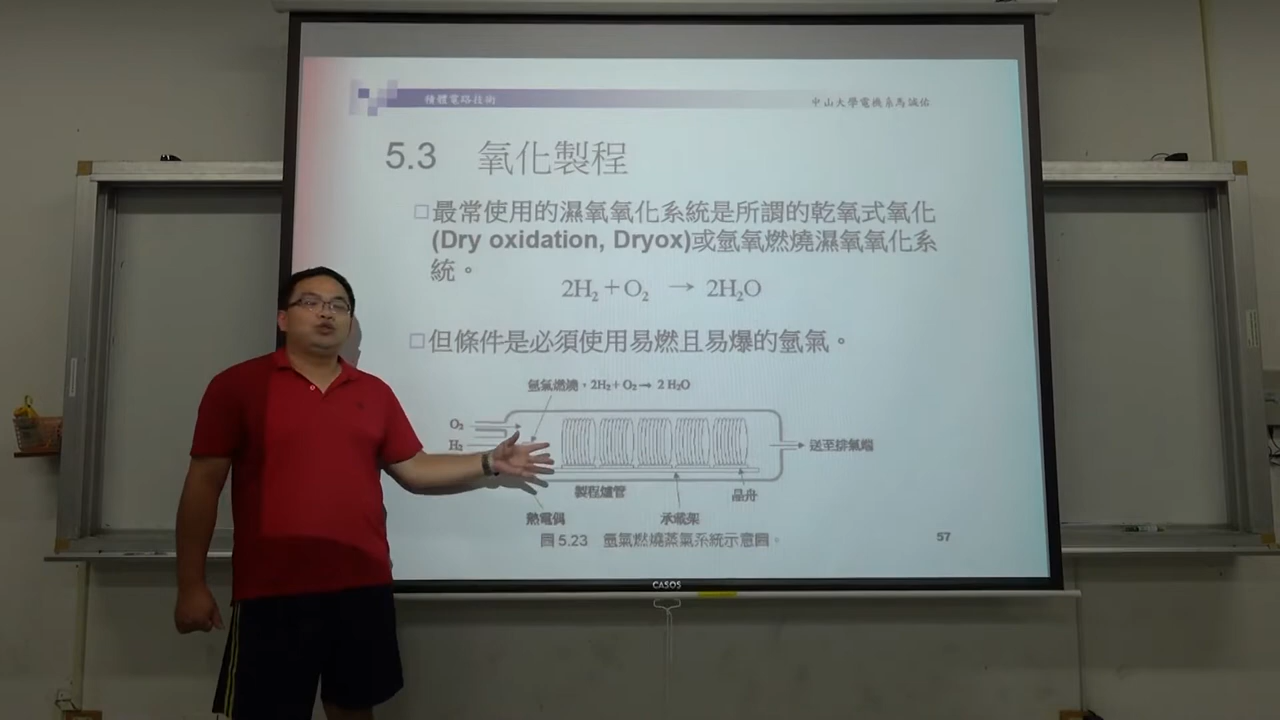 積體電路技術
中山大學電機系馬誠佑
5.3 氧化製程
□最常使用的濕氧氧化系統是所謂的乾氧式氧化
(Dry oxidation, Dryox)或氫氧燃燒濕氧氧化系
統。
2H₂+O₂ → 2H₂O
□但條件是必須使用易燃且易爆的氫氣。
氫氣燃燒,2H₂+O₂→ 2 H₂O
O₂
H₂
送至排氣端
製程爐管
晶舟
熱電偶
承載架
圖 5.23 氫氣燃燒蒸氣系統示意圖。
57
CASOS